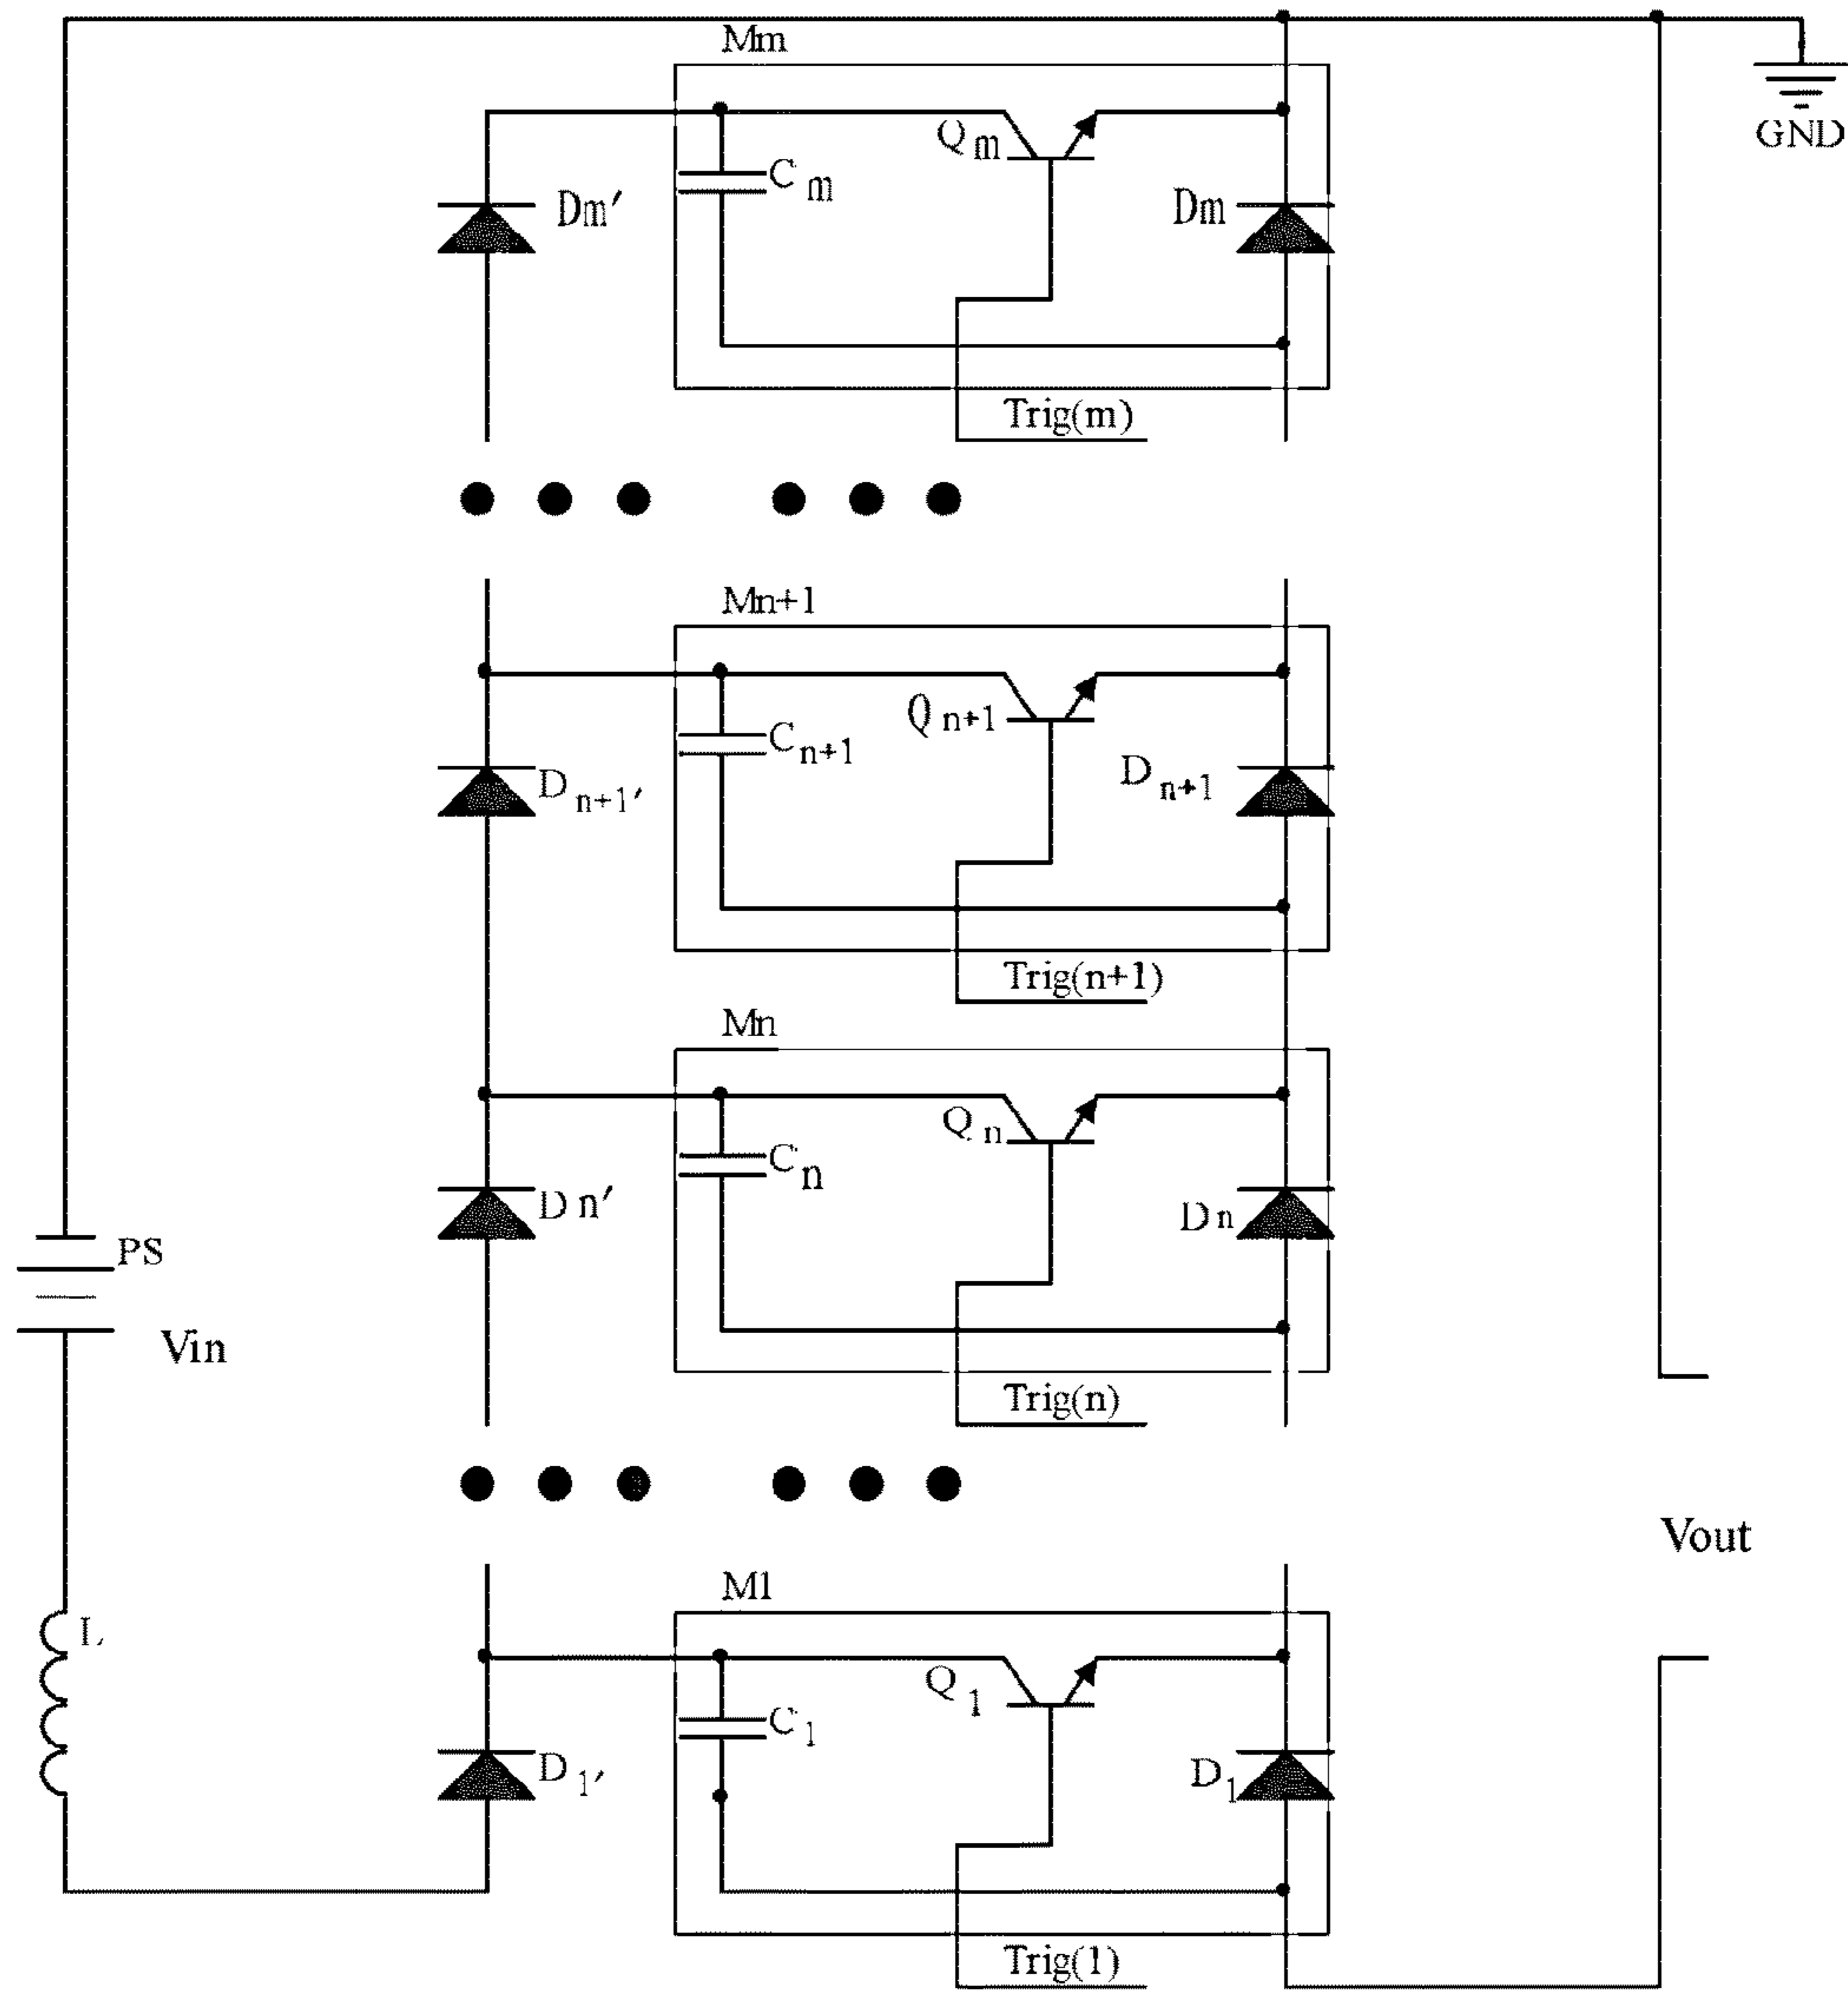 Mm
GND
Qm
Cm
Dm′
Dm
Trig(m)
Mn+1
Qn+1
Cn+1
Dn+1′
Dn+1
Trig(n+1)
Mn
Qn
Cn
Dn′
Dn
PS
Vin
Trig(n)
Vout
M1
L
Q1
C1
D1′
D1
Trig(1)